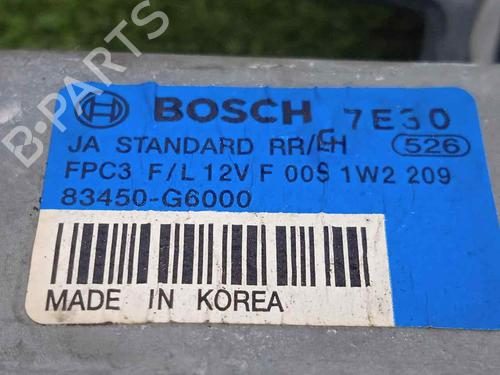 B-PARTS
BOSCH 7E30
JA STANDARD RR/LH 526
FPC3 F/L 12V F 00S 1W2 209
83450-G6000
MADE IN KOREA